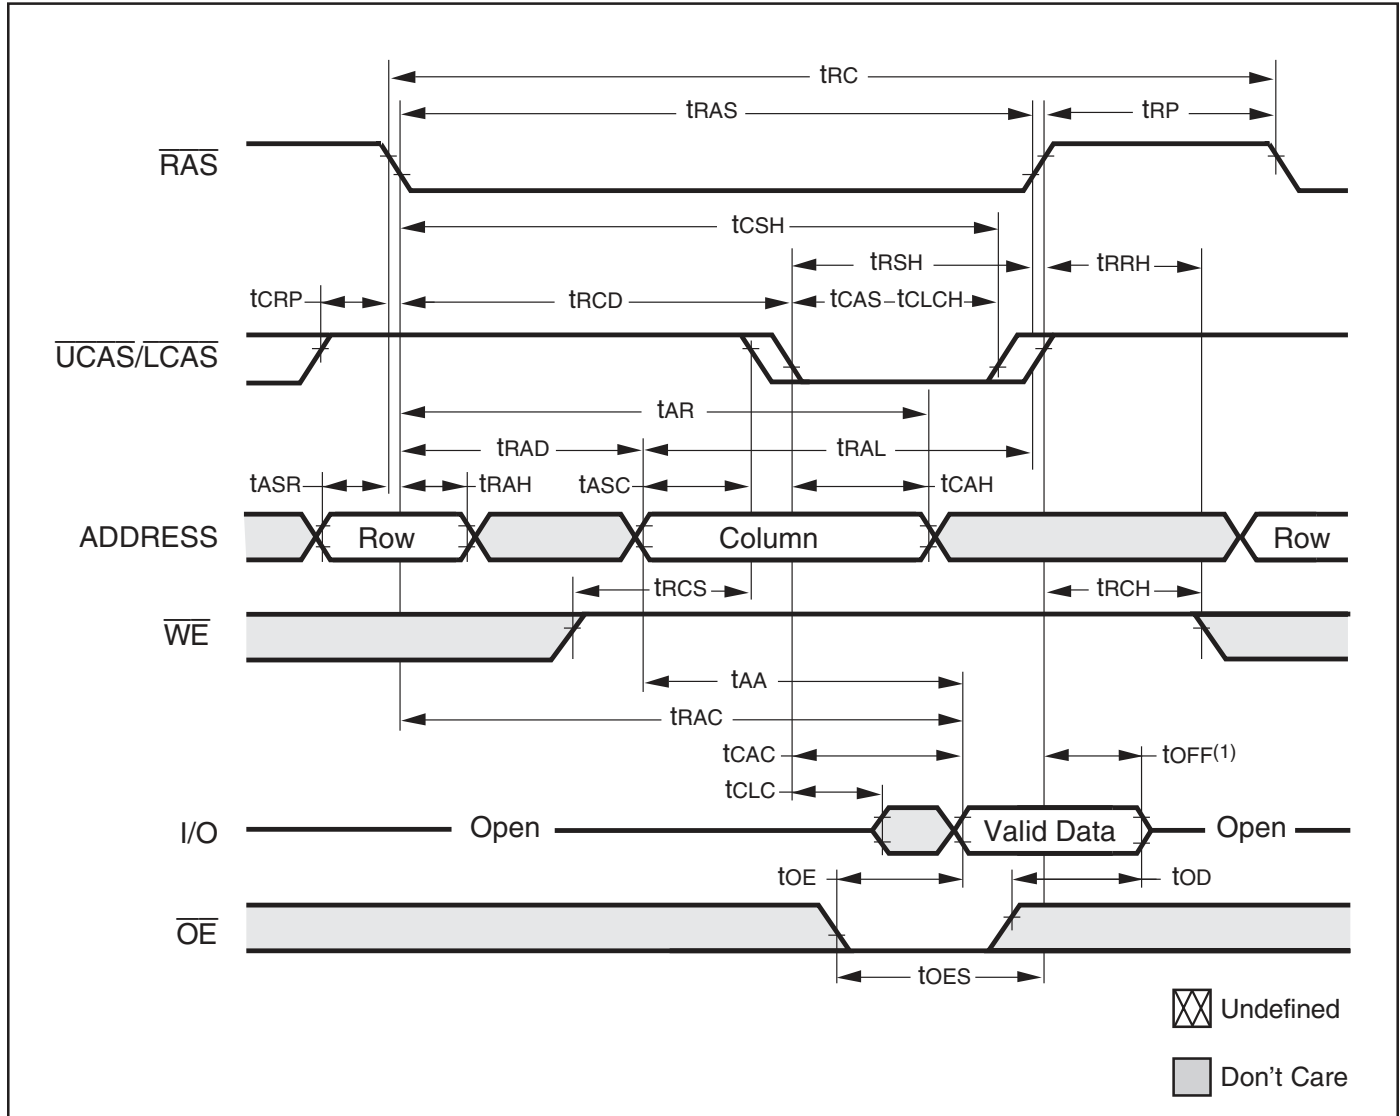 tRC
tRAS tRP
RAS
tCSH
tRSH tRRH
tCRP tRCD tCAS tCLCH
UCAS/LCAS
tAR
tRAD tRAL
tASR tRAH tASC tCAH
ADDRESS Row Column Row
tRCS tRCH
WE
tAA
tRAC
tCAC tOFF(1)
tCLC
I/O Open Valid Data Open
tOE tOD
OE
tOES
Undefined
Don't Care